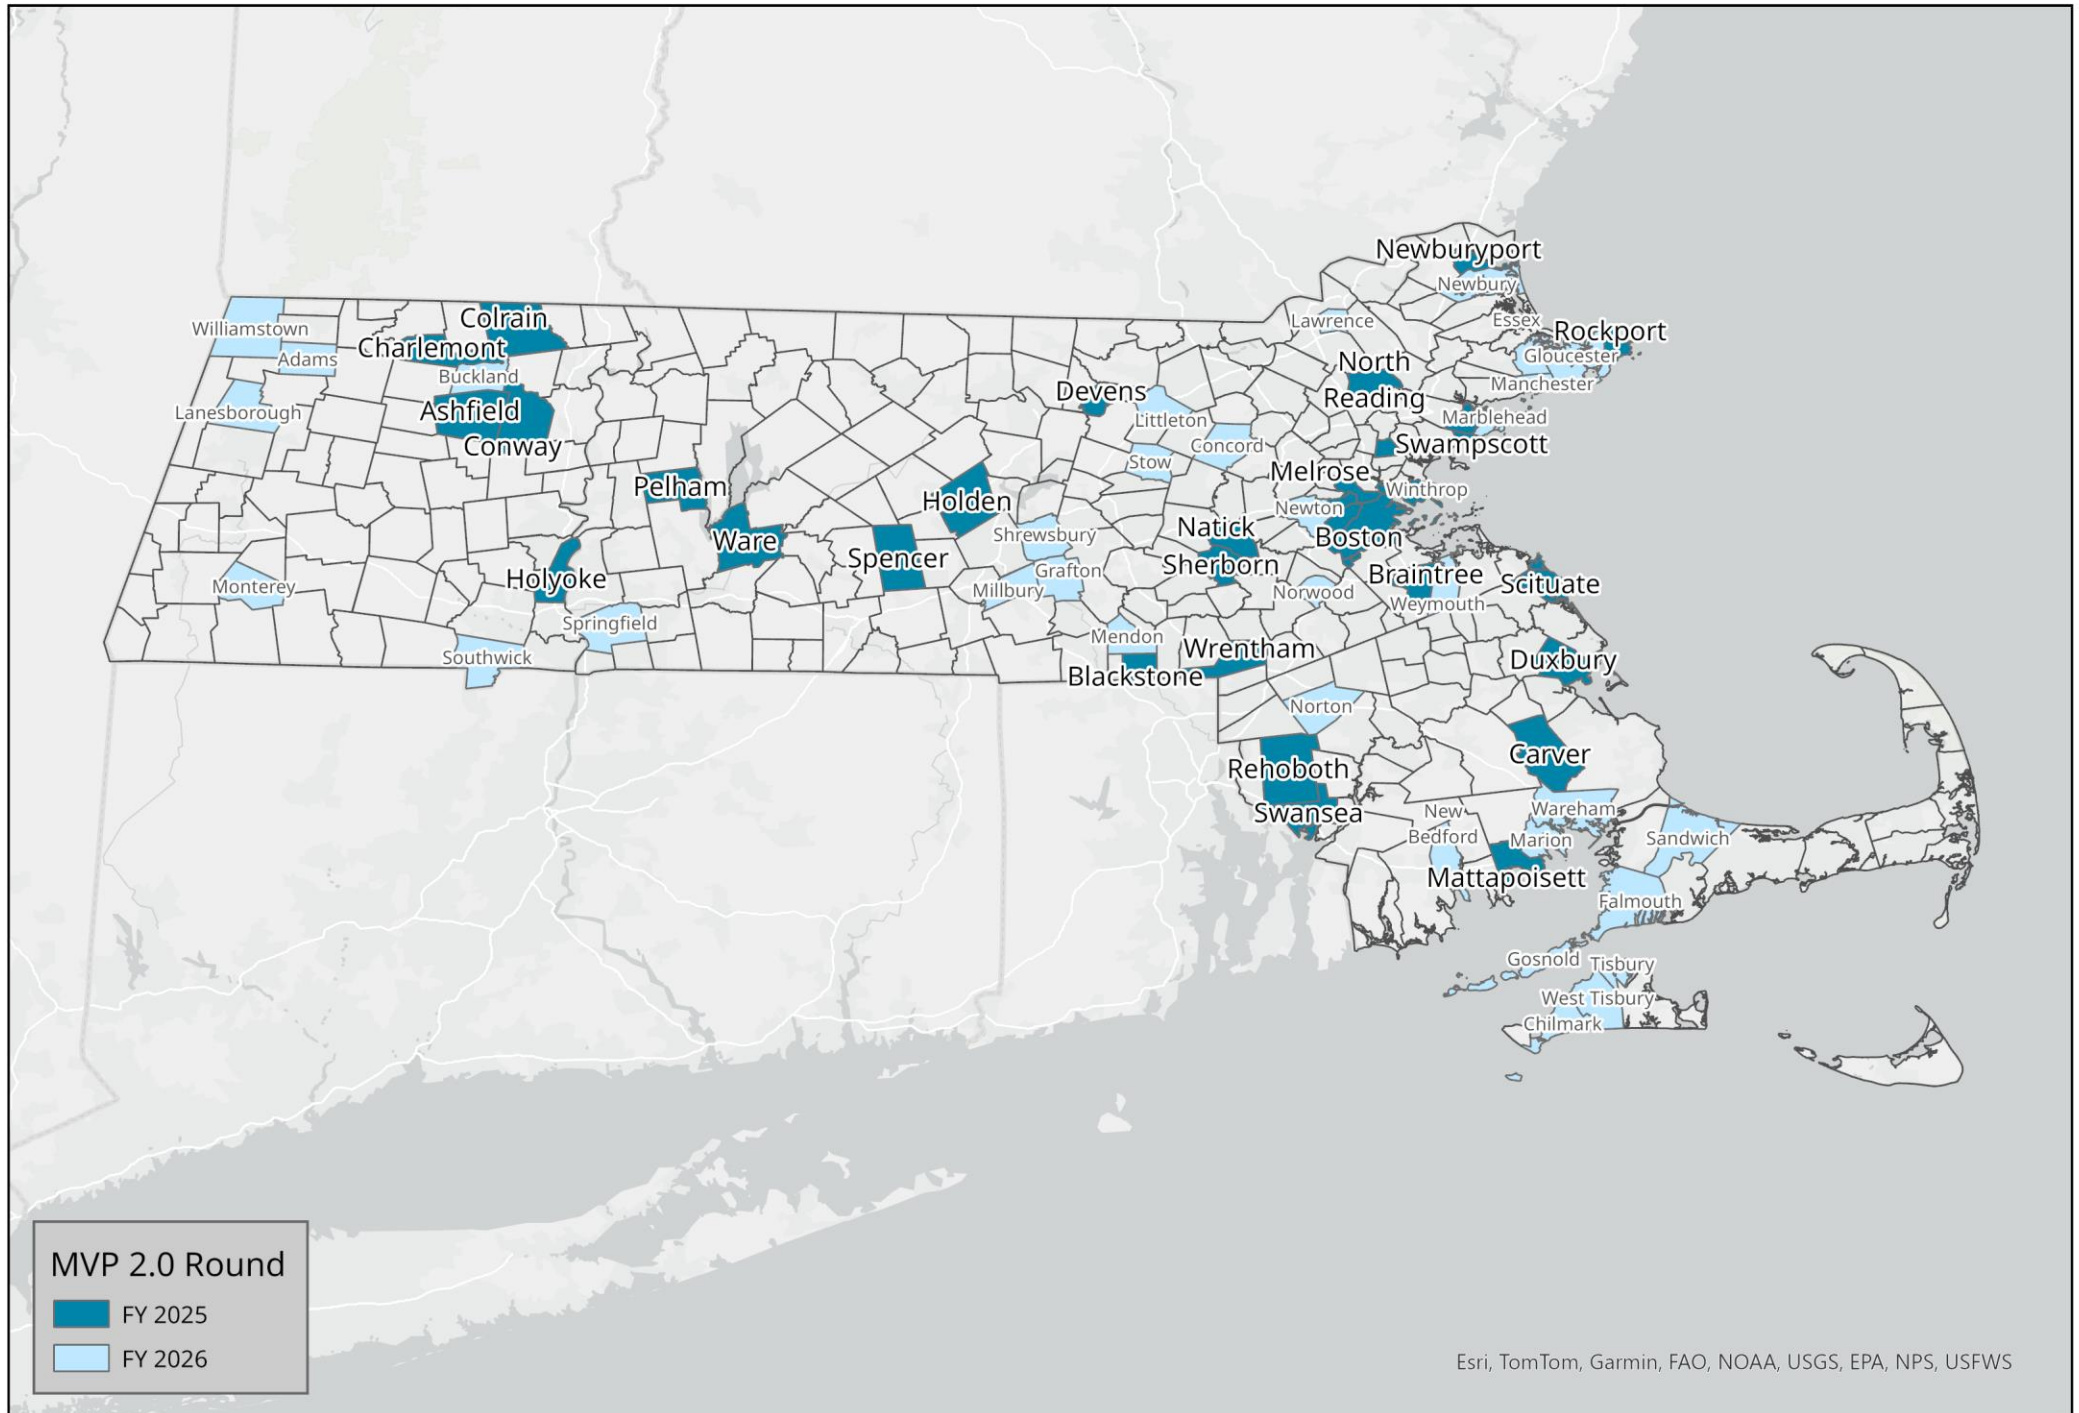 Newburyport
Newbury
Lawrence
Essex
Rockport
Colrain
Williamstown
Charlemont
Adams
Buckland
North
Reading
Gloucester
Manchester
Devens
Lanesborough
Ashfield
Conway
Littleton
Concord
Marblehead
Swampscott
Stow
Melrose
Winthrop
Pelham
Holden
Newton
Natick
Boston
Shrewsbury
Ware
Spencer
Sherborn
Grafton
Braintree
Scituate
Monterey
Holyoke
Millbury
Norwood
Weymouth
Springfield
Mendon
Wrentham
Southwick
Blackstone
Duxbury
Norton
Carver
Rehoboth
Swansea
New
Bedford
Wareham
Marion
Sandwich
Mattapoisett
Falmouth
Gosnold
Tisbury
West Tisbury
Chilmark
MVP 2.0 Round
FY 2025
FY 2026
Esri, TomTom, Garmin, FAO, NOAA, USGS, EPA, NPS, USFWS